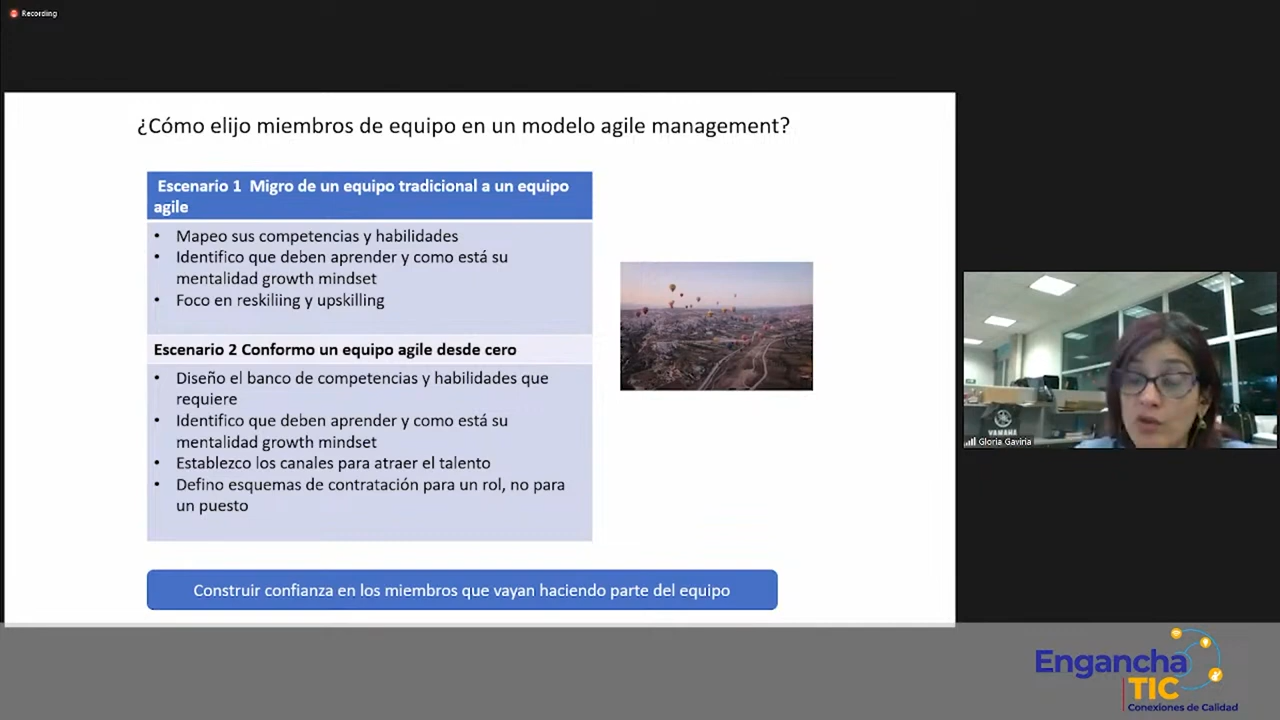 Recording
¿Cómo elijo miembros de equipo en un modelo agile management?
Escenario 1 Migro de un equipo tradicional a un equipo
agile
• Mapeo sus competencias y habilidades
• Identifico que deben aprender y como está su
mentalidad growth mindset
• Foco en reskiliing y upskilling
Escenario 2 Conformo un equipo agile desde cero
• Diseño el banco de competencias y habilidades que
requiere
• Identifico que deben aprender y como está su
mentalidad growth mindset
• Establezco los canales para atraer el talento
• Defino esquemas de contratación para un rol, no para
un puesto
Construir confianza en los miembros que vayan haciendo parte del equipo
YAMAHA
Gloria Gaviria
Engancha
TIC
Conexiones de Calidad